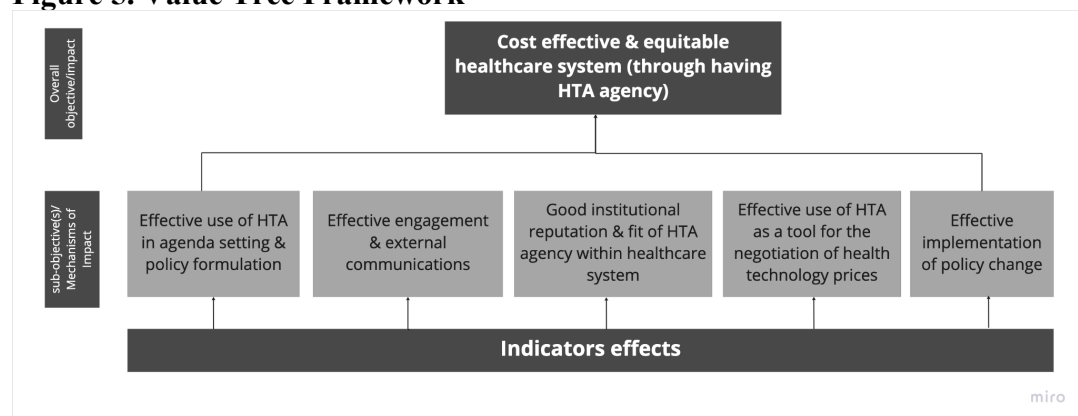 Figure 3. Value Tree Framework
Overall
objective/impact
Cost effective & equitable
healthcare system (through having
HTA agency)
sub-objective(s)/
Mechanisms of
Impact
Effective use of HTA
in agenda setting &
policy formulation
Effective engagement
& external
communications
Good institutional
reputation & fit of HTA
agency within healthcare
system
Effective use of HTA
as a tool for the
negotiation of health
technology prices
Effective
implementation
of policy change
Indicators effects
miro